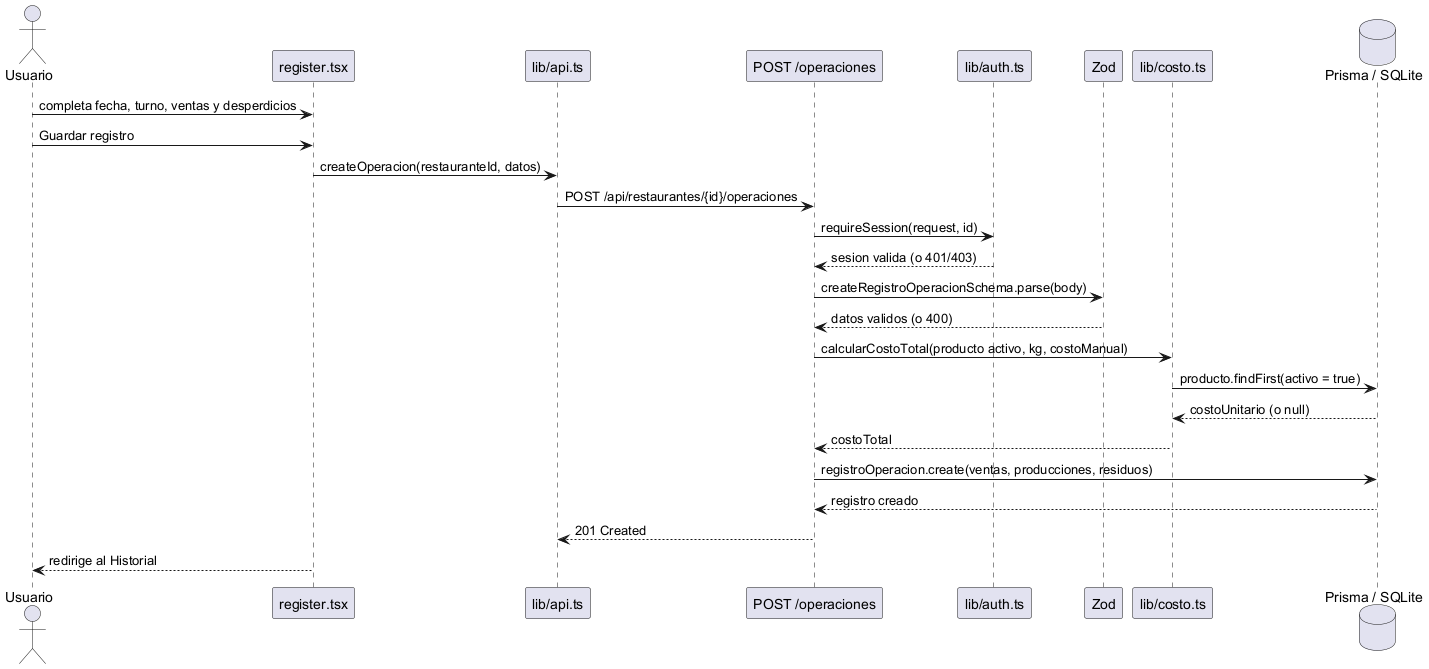 Usuario
register.tsx
lib/api.ts
POST /operaciones
lib/auth.ts
Zod
lib/costo.ts
Prisma / SQLite
completa fecha, turno, ventas y desperdicios
Guardar registro
createOperacion(restauranteId, datos)
POST /api/restaurantes/{id}/operaciones
requireSession(request, id)
sesion valida (o 401/403)
createRegistroOperacionSchema.parse(body)
datos validos (o 400)
calcularCostoTotal(producto activo, kg, costoManual)
producto.findFirst(activo = true)
costoUnitario (o null)
costoTotal
registroOperacion.create(ventas, producciones, residuos)
registro creado
201 Created
redirige al Historial
Usuario
register.tsx
lib/api.ts
POST /operaciones
lib/auth.ts
Zod
lib/costo.ts
Prisma / SQLite